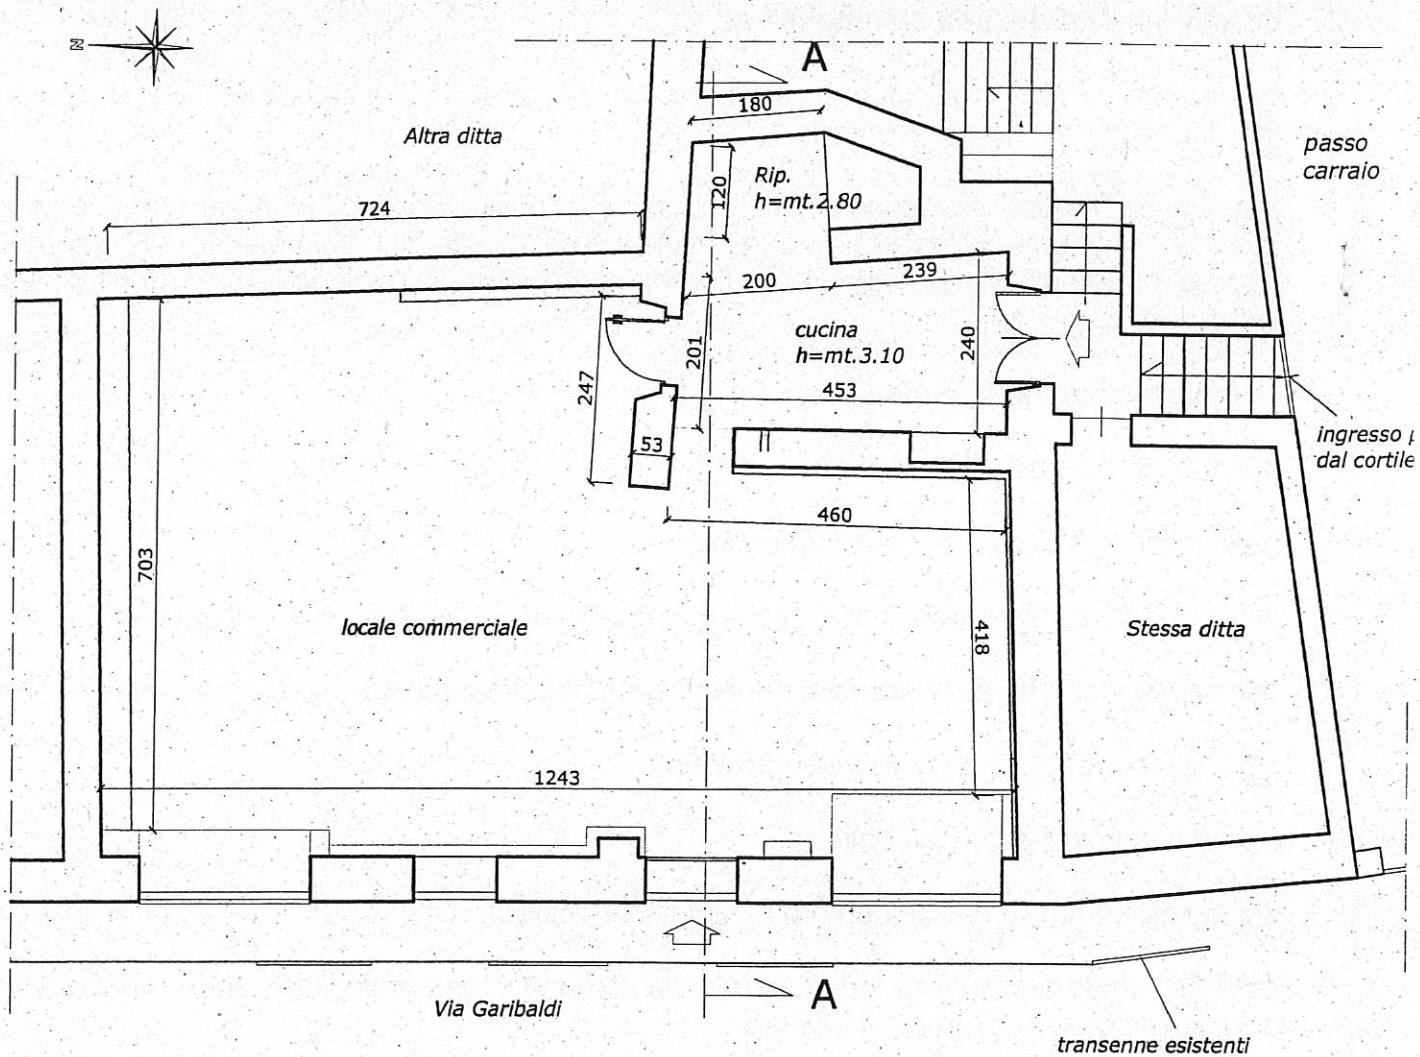 N
A
180
Altra ditta
passo
carraio
Rip.
h=mt.2.80
120
724
239
200
cucina
h=mt.3.10
201
240
247
453
ingresso
dal cortile
53
460
703
locale commerciale
418
Stessa ditta
1243
Via Garibaldi
A
transenne esistenti